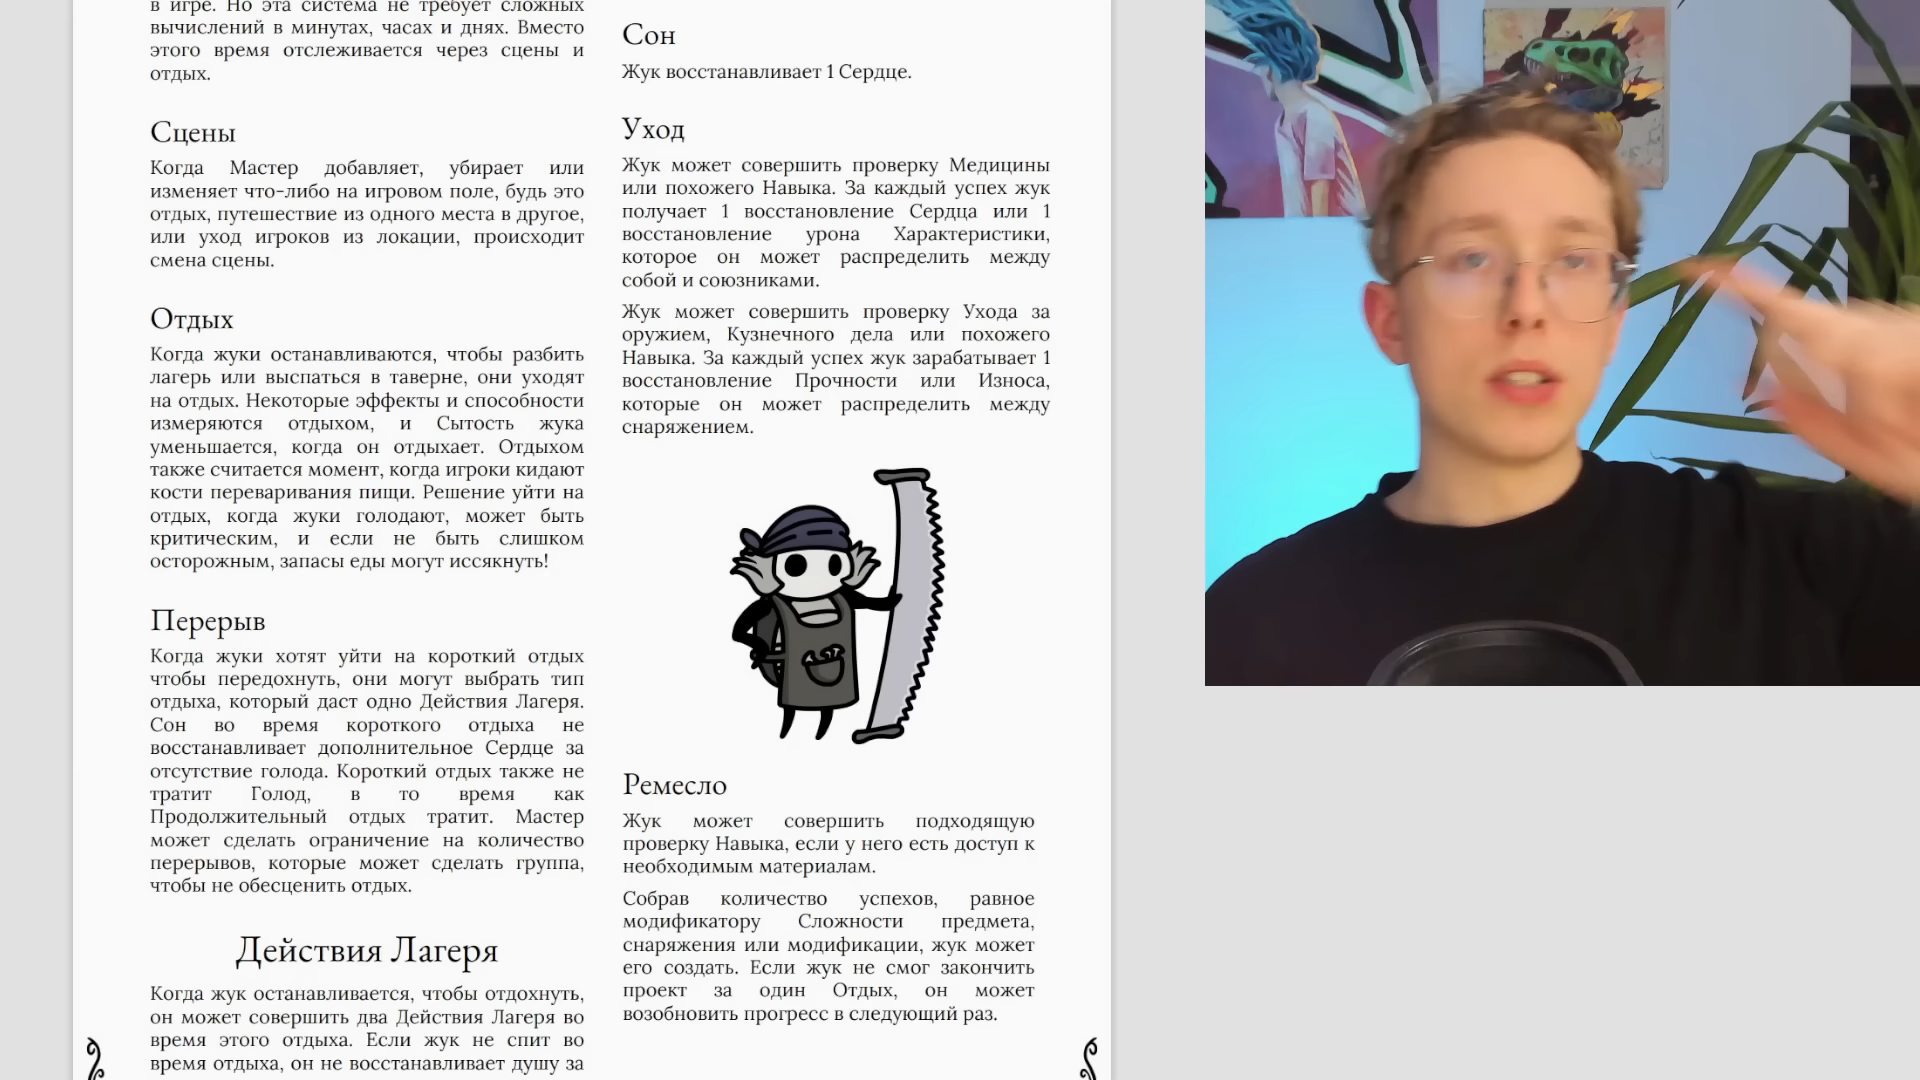 в игре. Но эта система не требует сложных
вычислений в минутах, часах и днях. Вместо
этого время отслеживается через сцены и
отдых.
Сцены
Когда Мастер добавляет, убирает или
изменяет что-либо на игровом поле, будь это
отдых, путешествие из одного места в другое,
или уход игроков из локации, происходит
смена сцены.
Отдых
Когда жуки останавливаются, чтобы разбить
лагерь или выспаться в таверне, они уходят
на отдых. Некоторые эффекты и способности
измеряются отдыхом, и Сытость жука
уменьшается, когда он отдыхает. Отдыхом
также считается момент, когда игроки кидают
кости переваривания пищи. Решение уйти на
отдых, когда жуки голодают, может быть
критическим, и если не быть слишком
осторожным, запасы еды могут иссякнуть!
Перерыв
Когда жуки хотят уйти на короткий отдых
чтобы передохнуть, они могут выбрать тип
отдыха, который даст одно Действия Лагеря.
Сон во время короткого отдыха не
восстанавливает дополнительное Сердце за
отсутствие голода. Короткий отдых также не
тратит Голод, в то время как
Продолжительный отдых тратит. Мастер
может сделать ограничение на количество
перерывов, которые может сделать группа,
чтобы не обесценить отдых.
Действия Лагеря
Когда жук останавливается, чтобы отдохнуть,
он может совершить два Действия Лагеря во
время этого отдыха. Если жук не спит во
время отдыха, он не восстанавливает душу за
Сон
Жук восстанавливает 1 Сердце.
Уход
Жук может совершить проверку Медицины
или похожего Навыка. За каждый успех жук
получает 1 восстановление Сердца или 1
восстановление урона Характеристики,
которое он может распределить между
собой и союзниками.
Жук может совершить проверку Ухода за
оружием, Кузнечного дела или похожего
Навыка. За каждый успех жук зарабатывает 1
восстановление Прочности или Износа,
которые он может распределить между
снаряжением.
Ремесло
Жук может совершить подходящую
проверку Навыка, если у него есть доступ к
необходимым материалам.
Собрав количество успехов, равное
модификатору Сложности предмета,
снаряжения или модификации, жук может
его создать. Если жук не смог закончить
проект за один Отдых, он может
возобновить прогресс в следующий раз.